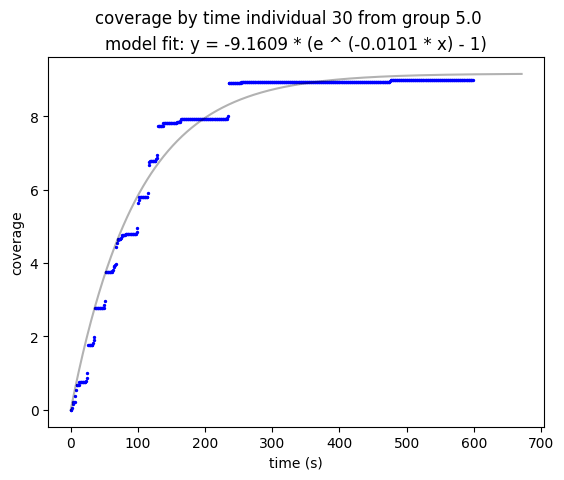 coverage by time individual 30 from group 5.0
model fit: y = -9.1609 * (e ^ (-0.0101 * x) - 1)
8
6
4
2
0
coverage
0 100 200 300 400 500 600 700
time (s)